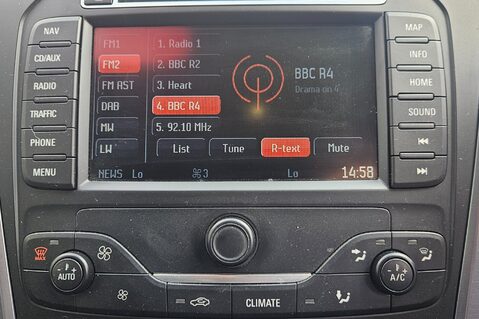 NAV
CD/AUX
RADIO
TRAFFIC
PHONE
MENU
FM1
FM2
FM AST
DAB
MW
LW
1. Radio 1
2. BBC R2
3. Heart
4. BBC R4
5. 92.10 MHz
BBC R4
Drama on 4
List Tune R-text Mute
NEWS Lo 3 Lo 14:58
MAP
INFO
HOME
SOUND
MAX
AUTO
CLIMATE
A/C